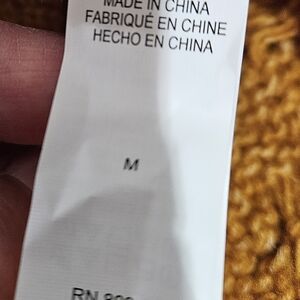 MADE IN CHINA
FABRIQUÉ EN CHINE
HECHO EN CHINA
M
RN